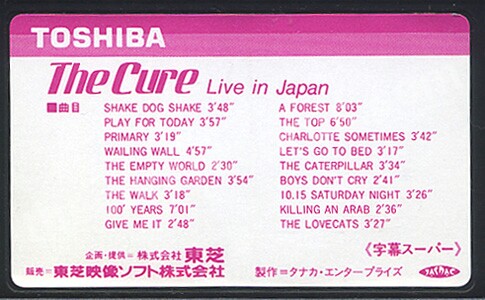 TOSHIBA
The Cure Live in Japan
■曲目
SHAKE DOG SHAKE 3'48"
PLAY FOR TODAY 3'57"
PRIMARY 3'19"
WAILING WALL 4'57"
THE EMPTY WORLD 2'30"
THE HANGING GARDEN 3'54"
THE WALK 3'18"
100' YEARS 7'01"
GIVE ME IT 2'48"
A FOREST 8'03"
THE TOP 6'50"
CHARLOTTE SOMETIMES 3'42"
LET'S GO TO BED 3'17"
THE CATERPILLAR 3'34"
BOYS DON'T CRY 2'41"
10.15 SATURDAY NIGHT 3'26"
KILLING AN ARAB 2'36"
THE LOVECATS 3'27"
《字幕スーパー》
企画・提供=株式会社 東芝
販売=東芝映像ソフト株式会社
製作=タナカ・エンタープライズ